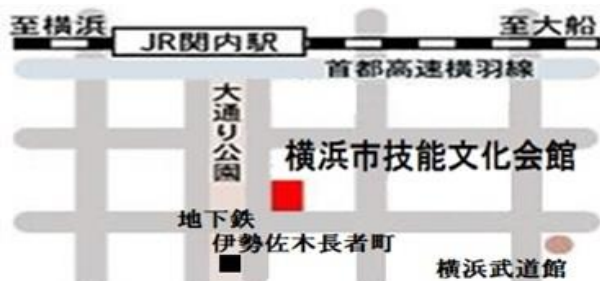 至横浜
JR関内駅
至大船
首都高速横羽線
大通り公園
横浜市技能文化会館
地下鉄
伊勢佐木長者町
横浜武道館